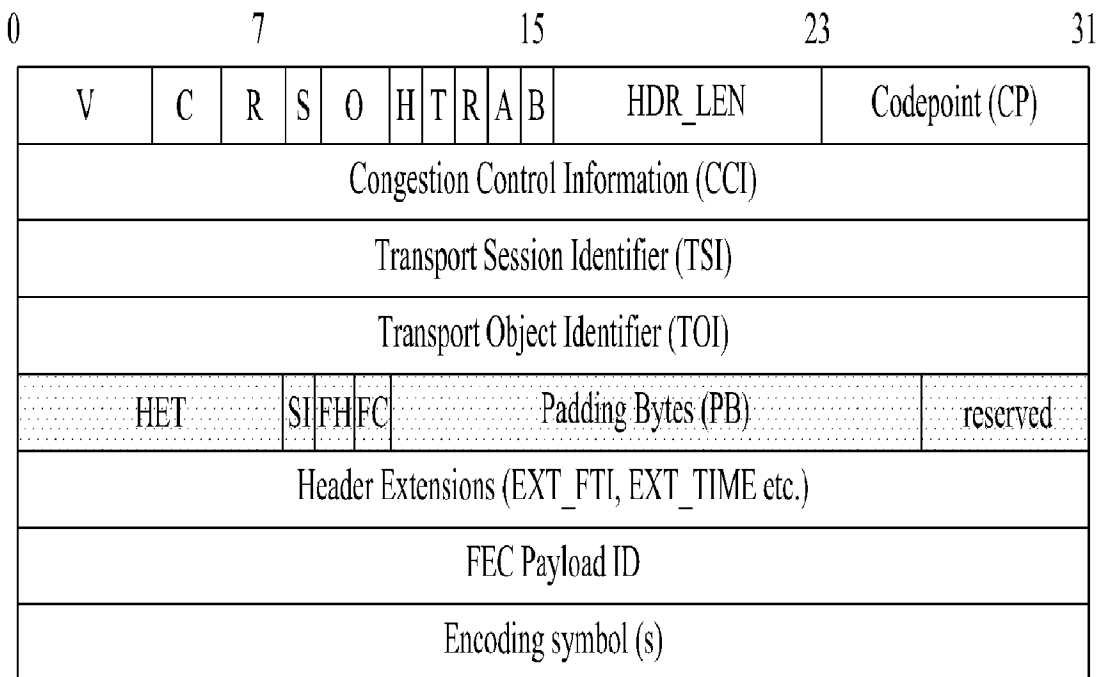 0 7 15 23 31
V C R S O H T R A B HDR_LEN Codepoint (CP)
Congestion Control Information (CCI)
Transport Session Identifier (TSI)
Transport Object Identifier (TOI)
HET SI FH FC Padding Bytes (PB) reserved
Header Extensions (EXT_FTI, EXT_TIME etc.)
FEC Payload ID
Encoding symbol (s)